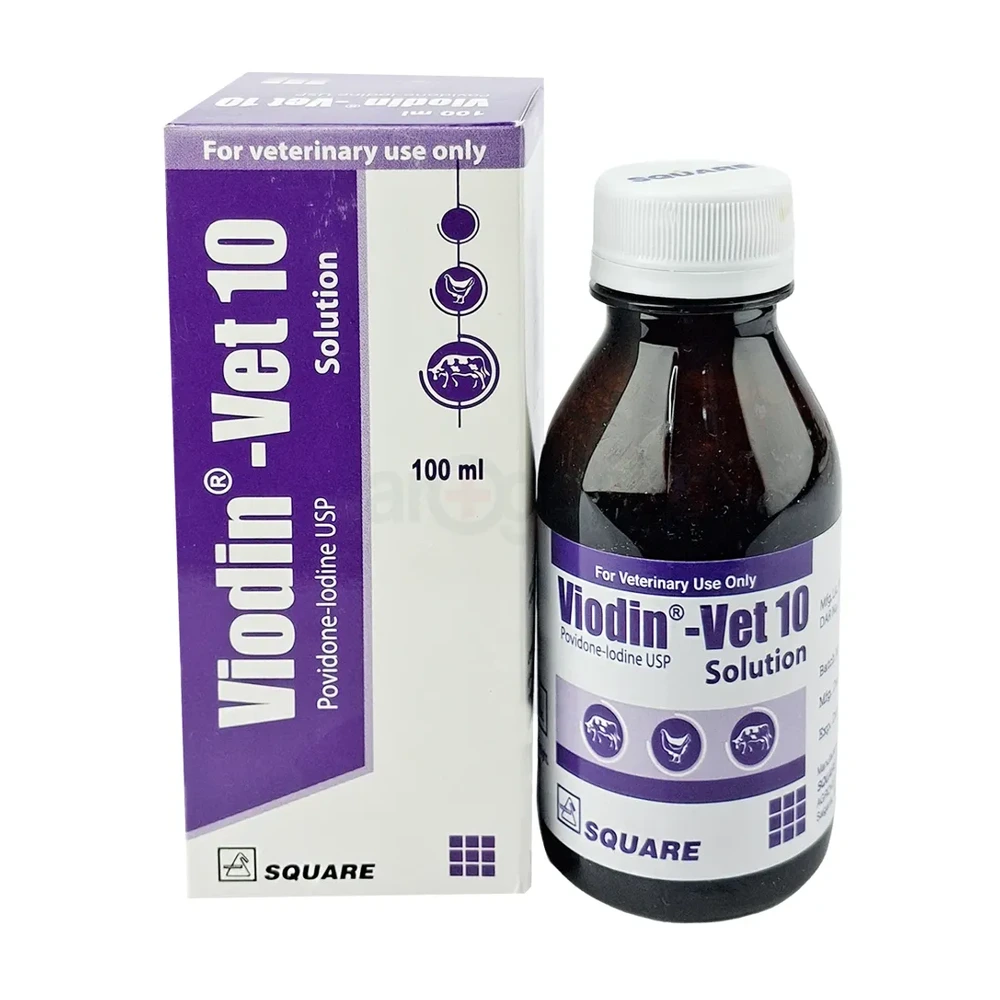 100 ml
Viodin®-Vet 10
Povidone-Iodine USP
For veterinary use only
Viodin®-Vet 10
Solution
Povidone-Iodine USP
100 ml
SQUARE
SQUARE
For Veterinary Use Only
Viodin®-Vet 10
Povidone-Iodine USP
Solution
SQUARE